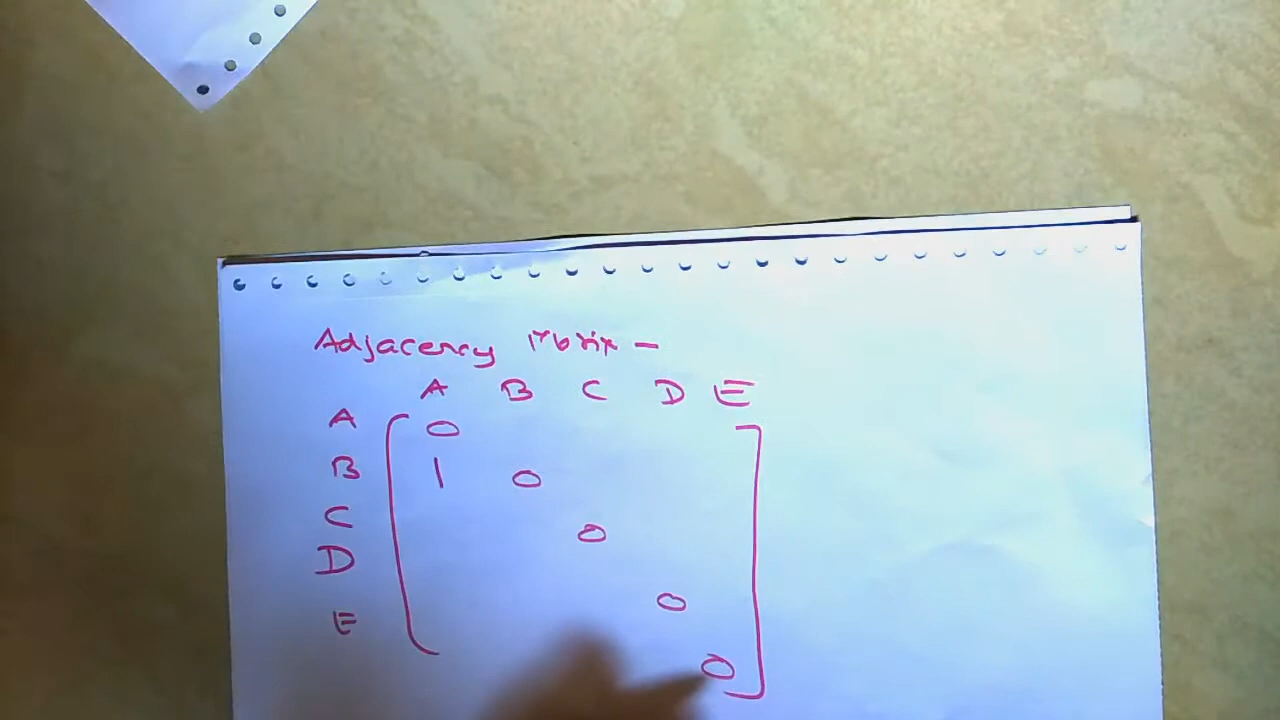 Adjacency Matrix -
A B C D E
A 0
B 1 0
C 0
D 0
E 0